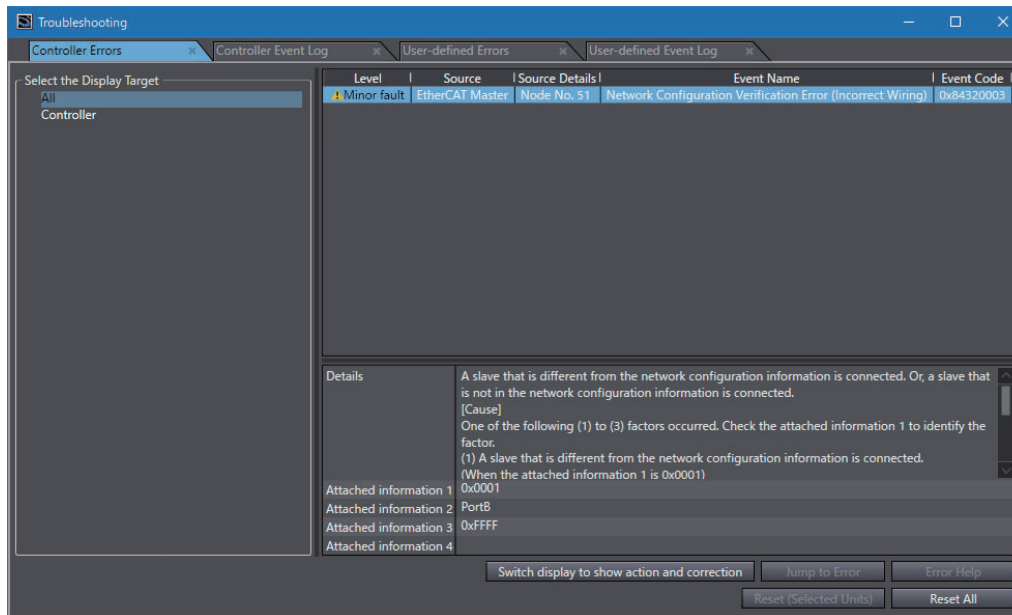 Troubleshooting
Controller Errors
Controller Event Log
User-defined Errors
User-defined Event Log
Select the Display Target
All
Controller
Level Source Source Details Event Name Event Code
Minor fault EtherCAT Master Node No. 51 Network Configuration Verification Error (Incorrect Wiring) 0x84320003
Details
A slave that is different from the network configuration information is connected. Or, a slave that
is not in the network configuration information is connected.
[Cause]
One of the following (1) to (3) factors occurred. Check the attached information 1 to identify the
factor.
(1) A slave that is different from the network configuration information is connected.
(When the attached information 1 is 0x0001)
Attached information 1 0x0001
Attached information 2 PortB
Attached information 3 0xFFFF
Attached information 4
Switch display to show action and correction Jump to Error Error Help
Reset (Selected Units) Reset All